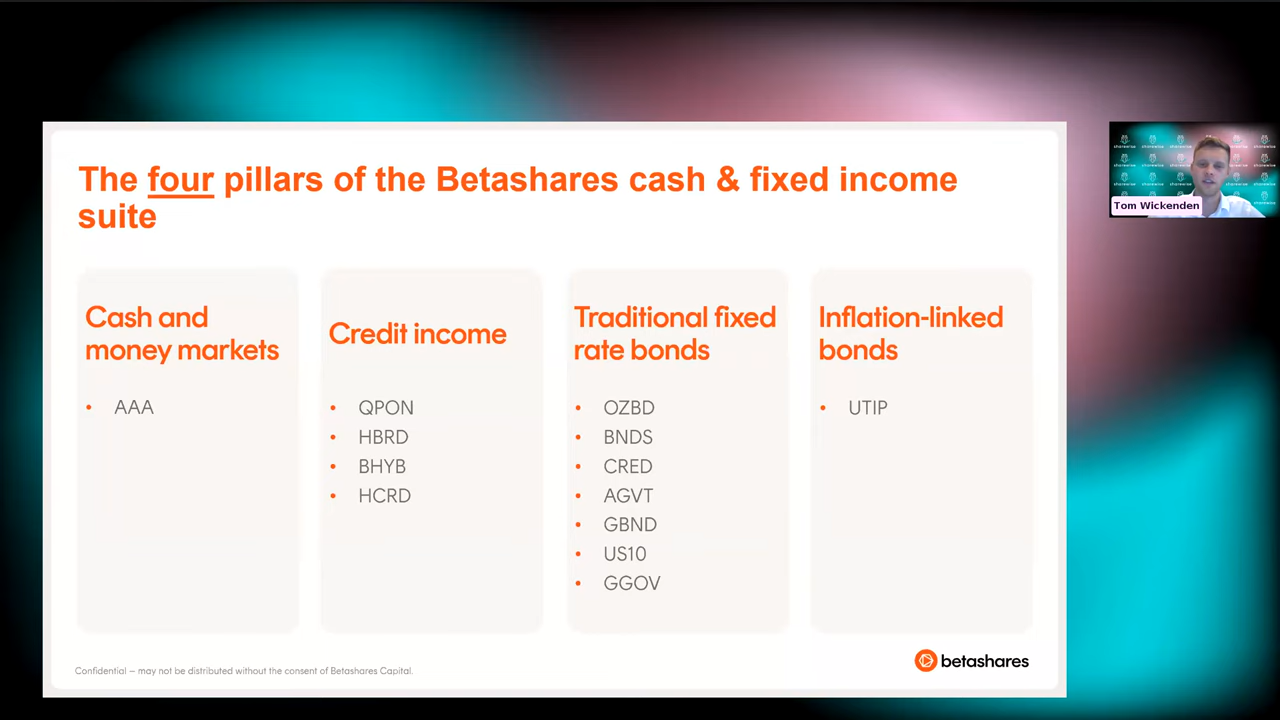 The four pillars of the Betashares cash & fixed income
suite
Cash and
money markets
• AAA
Credit income
• QPON
• HBRD
• BHYB
• HCRD
Traditional fixed
rate bonds
• OZBD
• BNDS
• CRED
• AGVT
• GBND
• US10
• GGOV
Inflation-linked
bonds
• UTIP
Confidential – may not be distributed without the consent of Betashares Capital.
betashares
Tom Wickenden